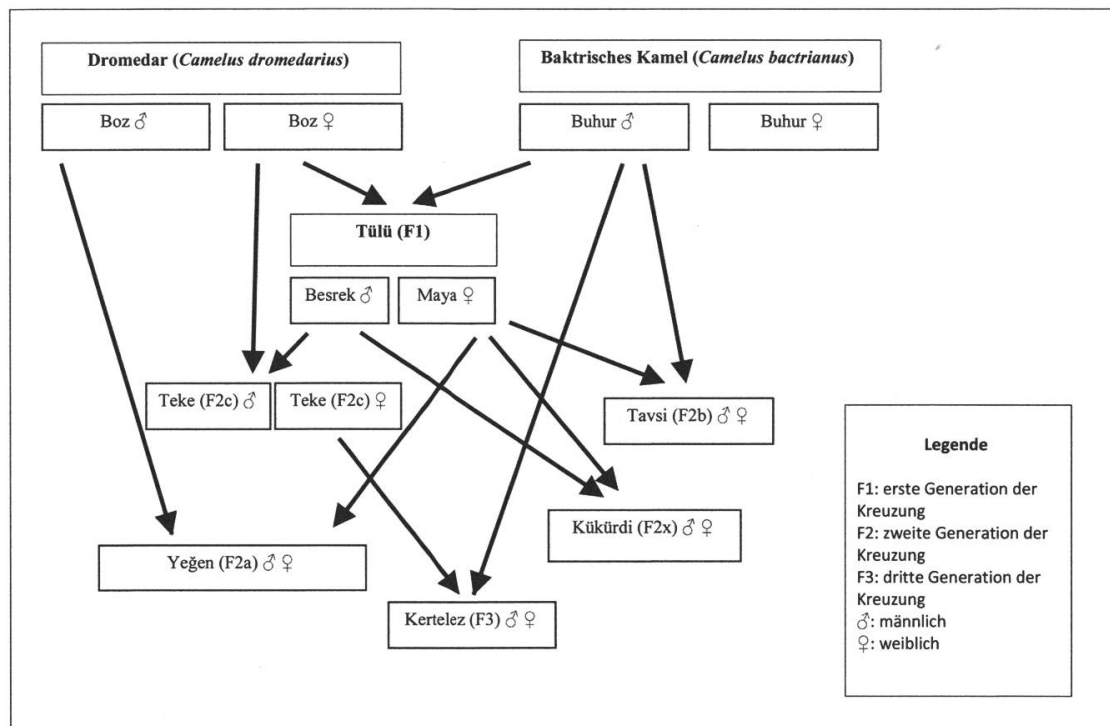 Dromedar (Camelus dromedarius)
Baktrisches Kamel (Camelus bactrianus)
Boz ♂
Boz ♀
Buhur ♂
Buhur ♀
Tülü (F1)
Besrek ♂
Maya ♀
Teke (F2c) ♂
Teke (F2c) ♀
Tavsi (F2b) ♂ ♀
Kükürdi (F2x) ♂ ♀
Yeğen (F2a) ♂ ♀
Kertelez (F3) ♂ ♀
Legende
F1: erste Generation der
Kreuzung
F2: zweite Generation der
Kreuzung
F3: dritte Generation der
Kreuzung
♂: männlich
♀: weiblich